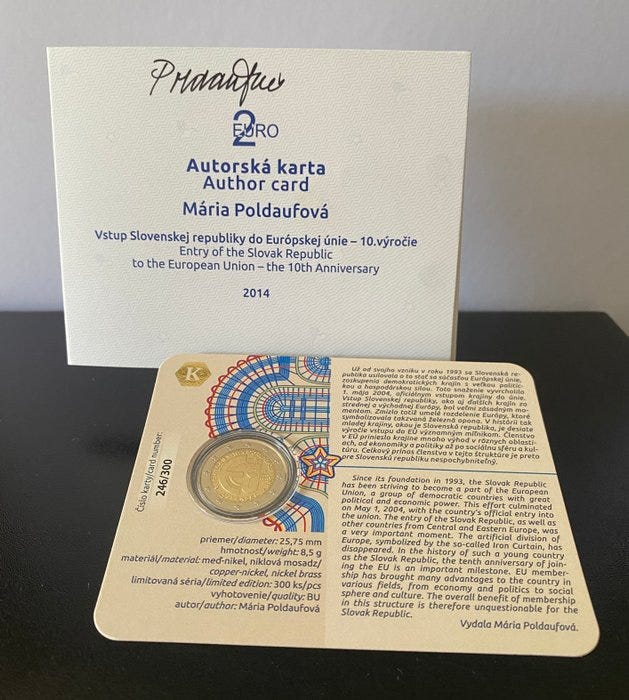 Poldaufová
2
EURO
Autorská karta
Author card
Mária Poldaufová
Vstup Slovenskej republiky do Európskej únie – 10.výročie
Entry of the Slovak Republic
to the European Union – the 10th Anniversary
2014
K
číslo karty/card number:
246/300
priemer/diameter: 25,75 mm
hmotnosť/weight: 8,5 g
materiál/material: meď-nikel, niklová mosadz/
copper-nickel, nickel brass
limitovaná séria/limited edition: 300 ks/pcs
vyhotovenie/quality: BU
autor/author: Mária Poldaufová
Už od svojho vzniku v roku 1993 sa Slovenská re-
publika usilovala o to stať sa súčasťou Európskej únie,
zoskupenia demokratických krajín s veľkou politic-
kou a hospodárskou silou. Toto snaženie vyvrcholilo
1. mája 2004, oficiálnym vstupom krajiny do únie.
Vstup Slovenskej republiky, ako aj ďalších krajín zo
strednej a východnej Európy, bol veľmi zásadným mo-
mentom. Zmizlo totiž umelé rozdelenie Európy, ktoré
symbolizovala takzvaná železná opona. V histórii tak
mladej krajiny, akou je Slovenská republika, je desiate
výročie vstupu do EÚ významným míľnikom. Členstvo
v EÚ prinieslo krajine mnoho výhod v rôznych oblasti-
ach, od ekonomiky a politiky až po sociálnu sféru a kul-
túru. Celkový prínos členstva v tejto štruktúre je preto
pre Slovenskú republiku nespochybniteľný.
Since its foundation in 1993, the Slovak Republic
has been striving to become a part of the European
Union, a group of democratic countries with great
political and economic power. This effort culminated
on May 1, 2004, with the country's official entry into
the union. The entry of the Slovak Republic, as well as
other countries from Central and Eastern Europe, was
a very important moment. The artificial division of
Europe, symbolized by the so-called Iron Curtain, has
disappeared. In the history of such a young country
as the Slovak Republic, the tenth anniversary of join-
ing the EU is an important milestone. EU member-
ship has brought many advantages to the country in
various fields, from economy and politics to social
sphere and culture. The overall benefit of membership
in this structure is therefore unquestionable for the
Slovak Republic.
Vydala Mária Poldaufová.